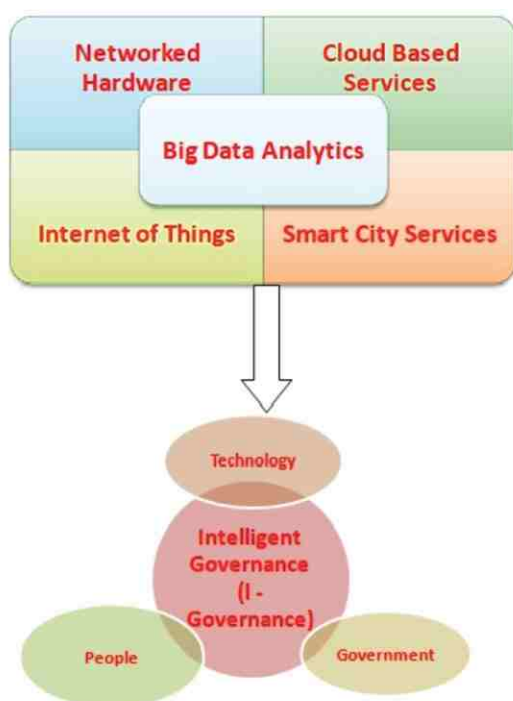 Networked
Hardware
Cloud Based
Services
Big Data Analytics
Internet of Things
Smart City Services
Technology
Intelligent
Governance
(I -
Governance)
People
Government